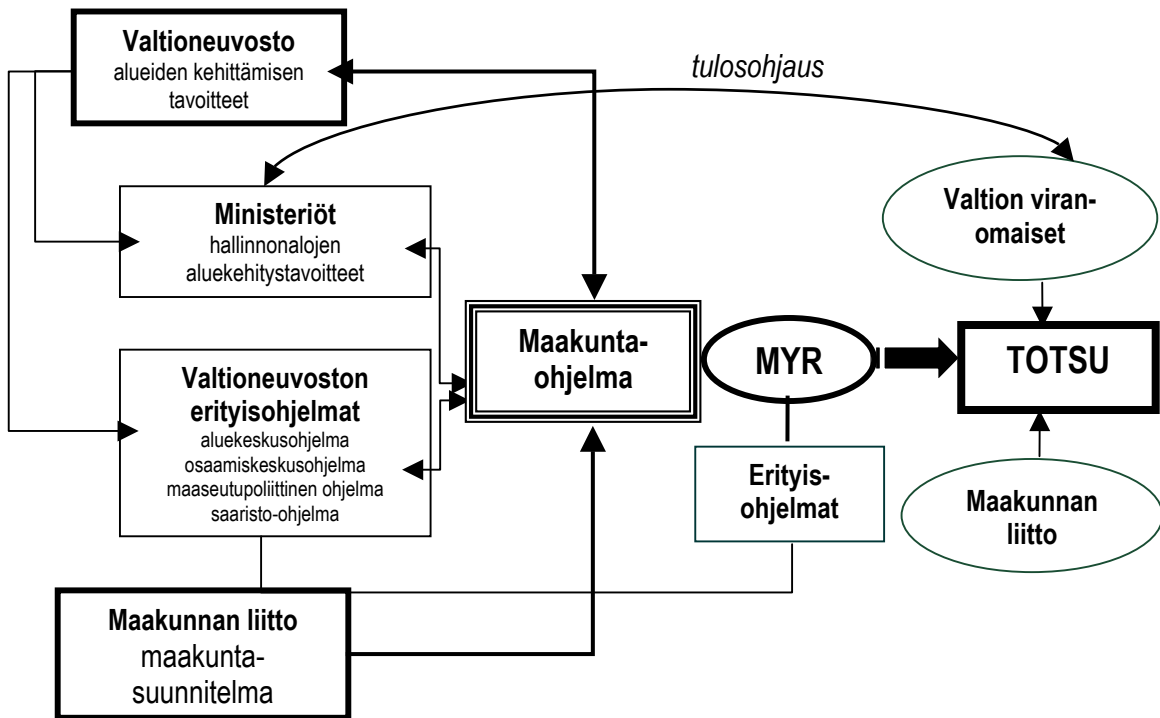 Valtioneuvosto
alueiden kehittämisen
tavoitteet
tulosohjaus
Ministeriöt
hallinnonalojen
aluekehitystavoitteet
Valtion viran-
omaiset
Valtioneuvoston
erityisohjelmat
aluekeskusohjelma
osaamiskeskusohjelma
maaseutupoliittinen ohjelma
saaristo-ohjelma
Maakunta-
ohjelma
MYR
TOTSU
Erityis-
ohjelmat
Maakunnan
liitto
Maakunnan liitto
maakunta-
suunnitelma